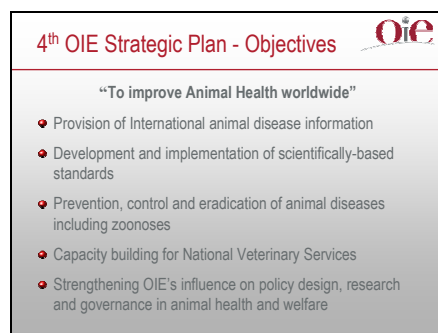 4th OIE Strategic Plan - Objectives
Oie
“To improve Animal Health worldwide”
Provision of International animal disease information
Development and implementation of scientifically-based
standards
Prevention, control and eradication of animal diseases
including zoonoses
Capacity building for National Veterinary Services
Strengthening OIE's influence on policy design, research
and governance in animal health and welfare